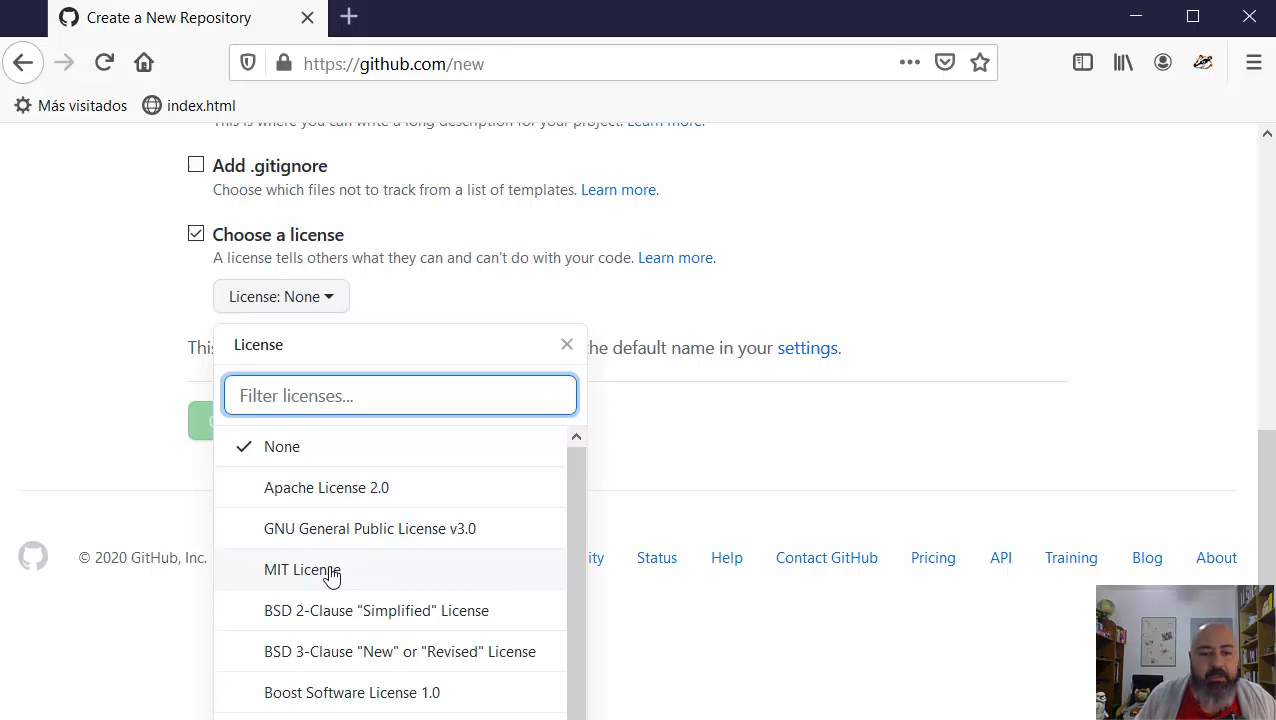 Create a New Repository
https://github.com/new
Más visitados
index.html
This is where you can write a long description for your project. Learn more.
Add .gitignore
Choose which files not to track from a list of templates. Learn more.
Choose a license
A license tells others what they can and can't do with your code. Learn more.
License: None
the default name in your settings.
License
Filter licenses...
None
Apache License 2.0
GNU General Public License v3.0
MIT License
BSD 2-Clause "Simplified" License
BSD 3-Clause "New" or "Revised" License
Boost Software License 1.0
© 2020 GitHub, Inc.
Status
Help
Contact GitHub
Pricing
API
Training
Blog
About